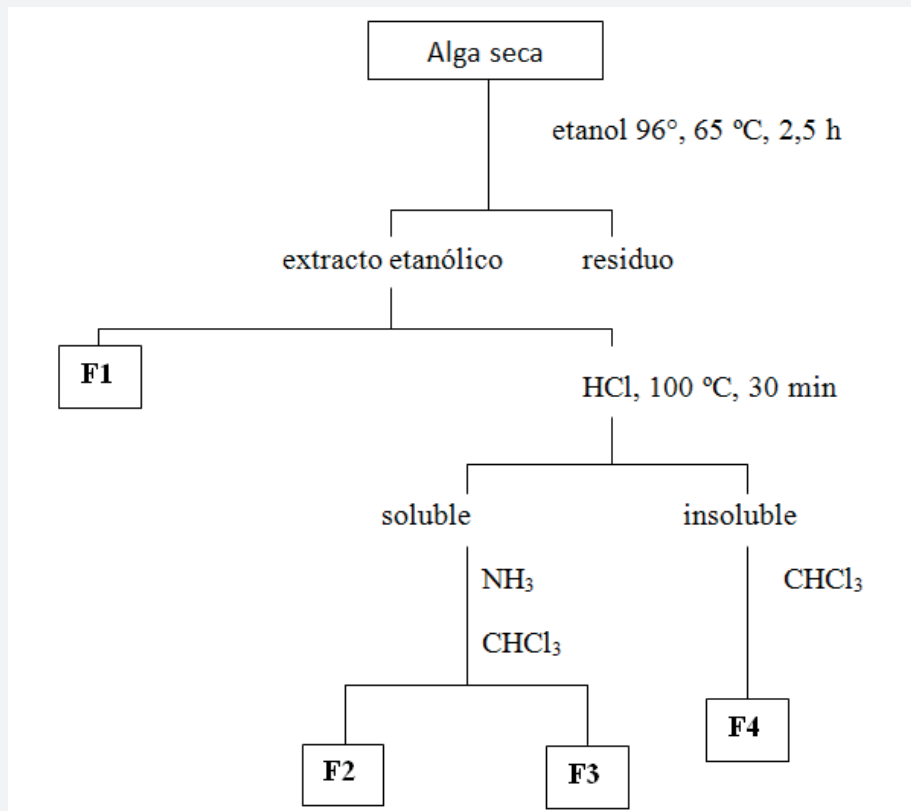 Alga seca
etanol 96°, 65 ºC, 2,5 h
extracto etanólico
residuo
F1
HCl, 100 ºC, 30 min
soluble
insoluble
NH₃
CHCl₃
CHCl₃
F2
F3
F4